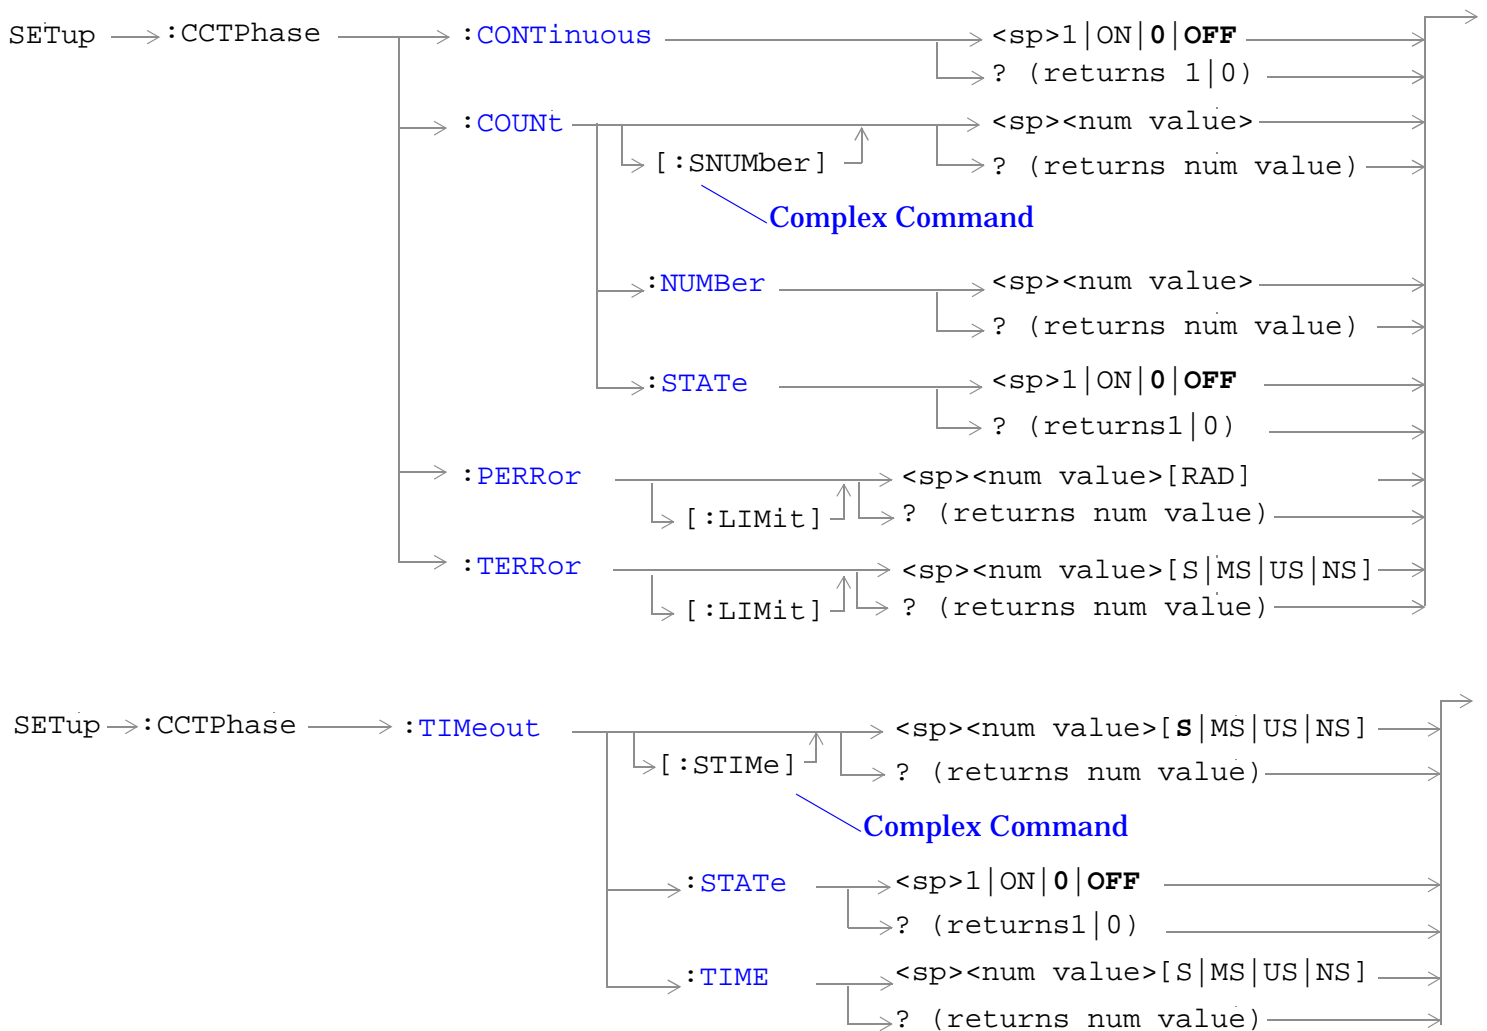 SETup :CCTPhase :CONTinuous <sp>1|ON|0|OFF
? (returns 1|0)
:COUNt <sp><num value>
[:SNUMber] ? (returns num value)
Complex Command
:NUMBer <sp><num value>
? (returns num value)
:STATe <sp>1|ON|0|OFF
? (returns1|0)
:PERRor <sp><num value>[RAD]
[:LIMit] ? (returns num value)
:TERRor <sp><num value>[S|MS|US|NS]
[:LIMit] ? (returns num value)
SETup :CCTPhase :TIMeout <sp><num value>[S|MS|US|NS]
[:STIMe] ? (returns num value)
Complex Command
:STATe <sp>1|ON|0|OFF
? (returns1|0)
:TIME <sp><num value>[S|MS|US|NS]
? (returns num value)